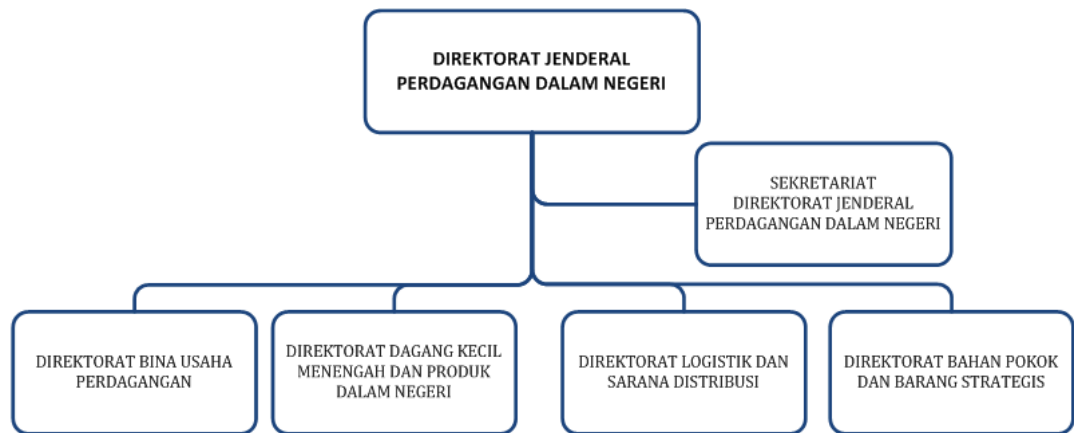 DIREKTORAT JENDERAL
PERDAGANGAN DALAM NEGERI
SEKRETARIAT
DIREKTORAT JENDERAL
PERDAGANGAN DALAM NEGERI
DIREKTORAT BINA USAHA
PERDAGANGAN
DIREKTORAT DAGANG KECIL
MENENGAH DAN PRODUK
DALAM NEGERI
DIREKTORAT LOGISTIK DAN
SARANA DISTRIBUSI
DIREKTORAT BAHAN POKOK
DAN BARANG STRATEGIS